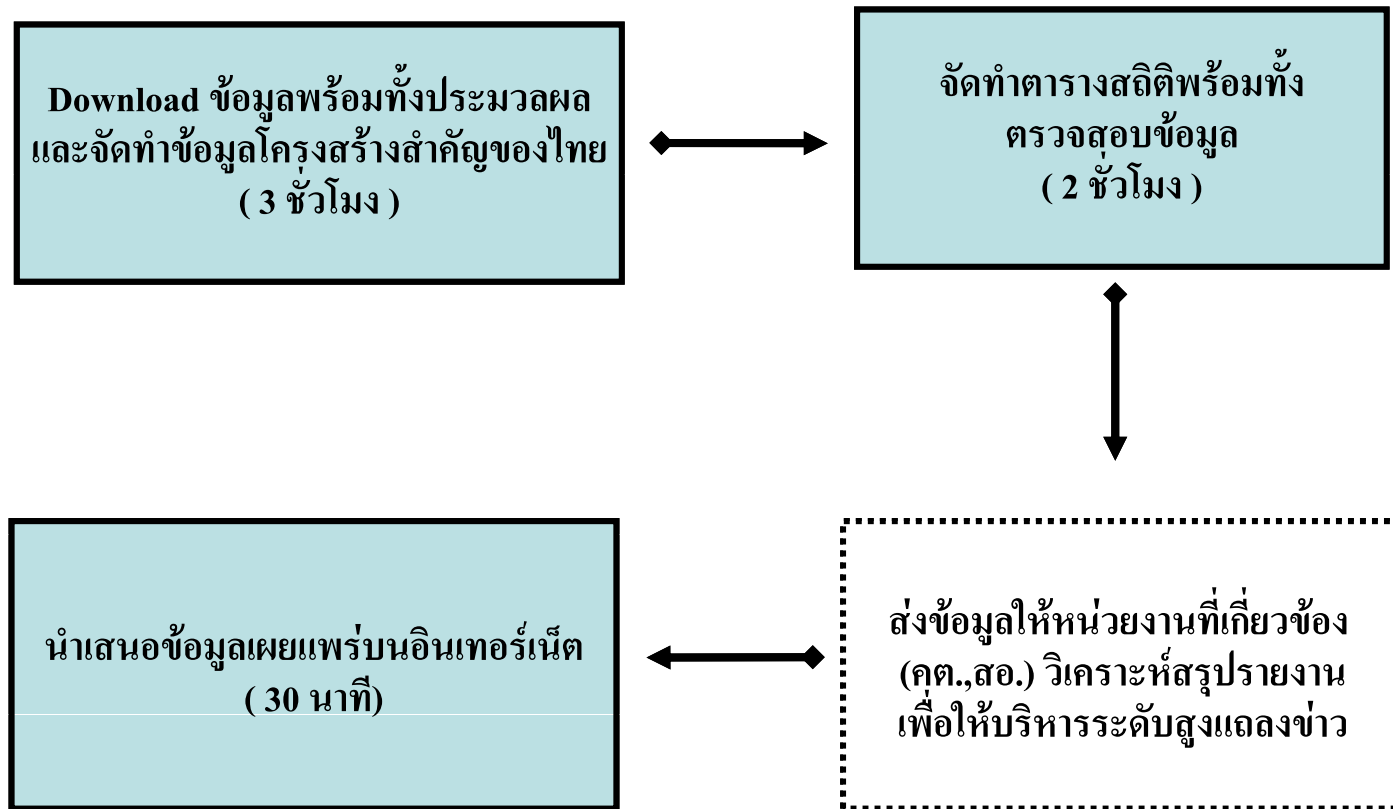 Download ข้อมูลพร้อมทั้งประมวลผล
และจัดทำข้อมูลโครงสร้างสำคัญของไทย
( 3 ชั่วโมง )
จัดทำตารางสถิติพร้อมทั้ง
ตรวจสอบข้อมูล
( 2 ชั่วโมง )
ส่งข้อมูลให้หน่วยงานที่เกี่ยวข้อง
(คต.,สอ.) วิเคราะห์สรุปรายงาน
เพื่อให้บริหารระดับสูงแถลงข่าว
นำเสนอข้อมูลเผยแพร่บนอินเทอร์เน็ต
( 30 นาที)